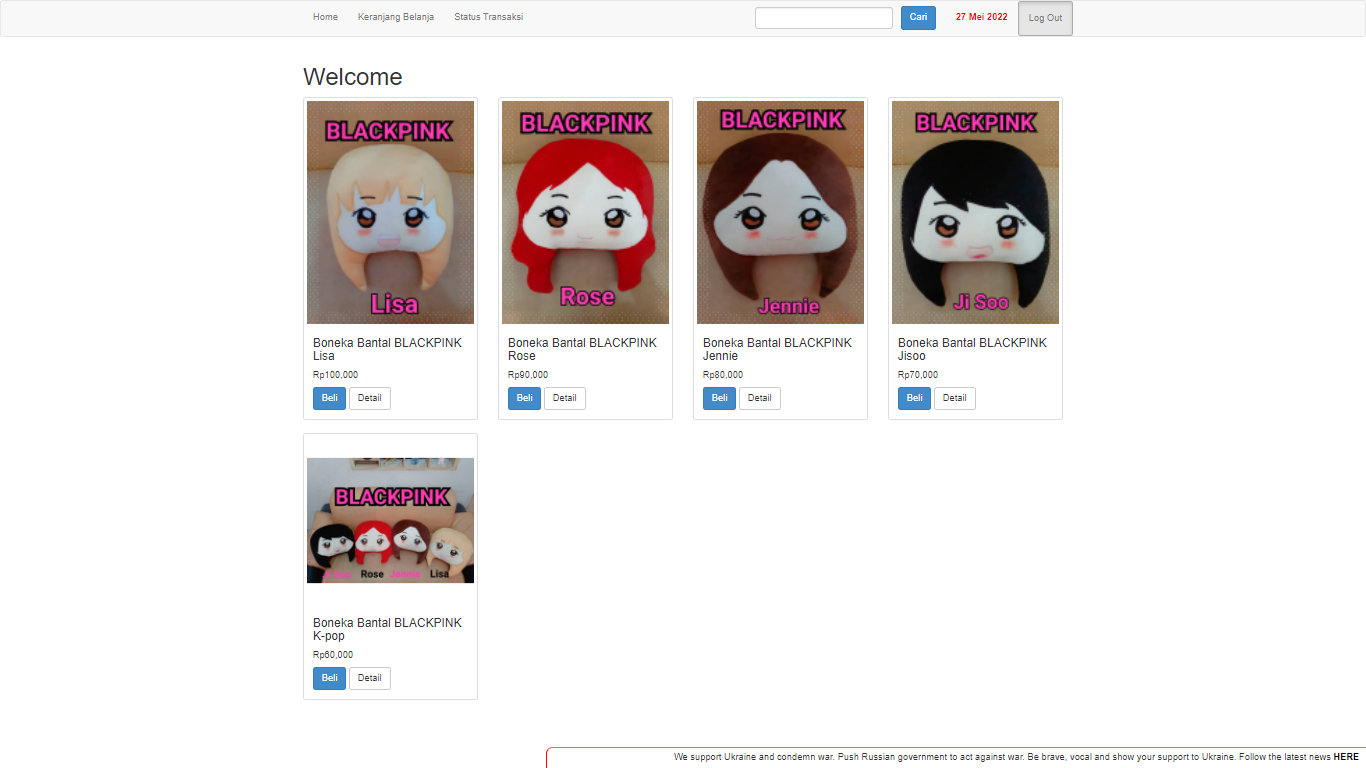 Home Keranjang Belanja Status Transaksi Cari 27 Mei 2022 Log Out
Welcome
BLACKPINK
Lisa
Boneka Bantal BLACKPINK
Lisa
Rp100,000
Beli Detail
BLACKPINK
Rose
Boneka Bantal BLACKPINK
Rose
Rp90,000
Beli Detail
BLACKPINK
Jennie
Boneka Bantal BLACKPINK
Jennie
Rp80,000
Beli Detail
BLACKPINK
Ji Soo
Boneka Bantal BLACKPINK
Jisoo
Rp70,000
Beli Detail
BLACKPINK
Ji Soo Rose Jennie Lisa
Boneka Bantal BLACKPINK
K-pop
Rp60,000
Beli Detail
We support Ukraine and condemn war. Push Russian government to act against war. Be brave, vocal and show your support to Ukraine. Follow the latest news HERE